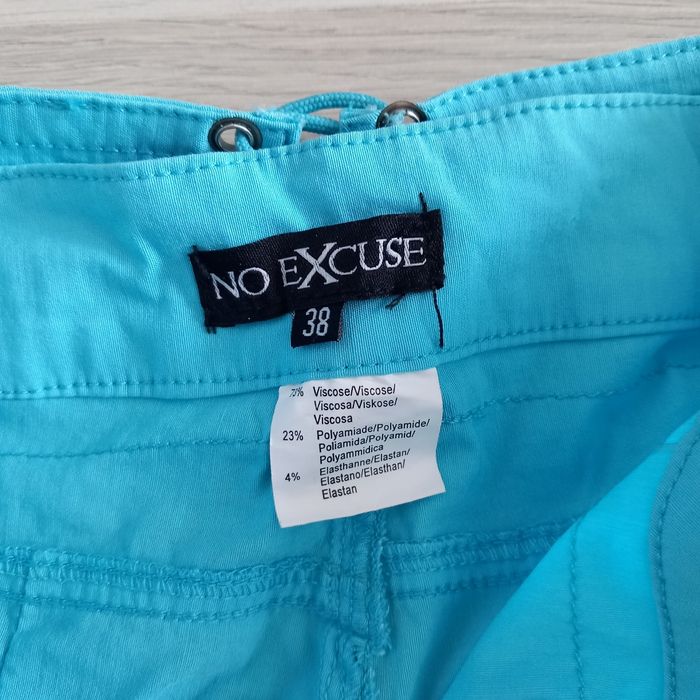 NO EXCUSE
38
Viscose/Viscose/
Viscosa/Viskose/
Viscosa
23% Polyamiade/Polyamide/
Poliamida/Polyamid/
Polyammidica
Elasthanne/Elastan/
4% Elastano/Elasthan/
Elastan